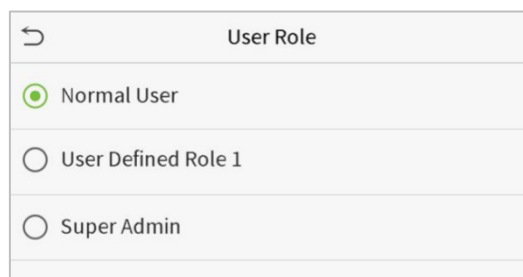 User Role
Normal User
User Defined Role 1
Super Admin